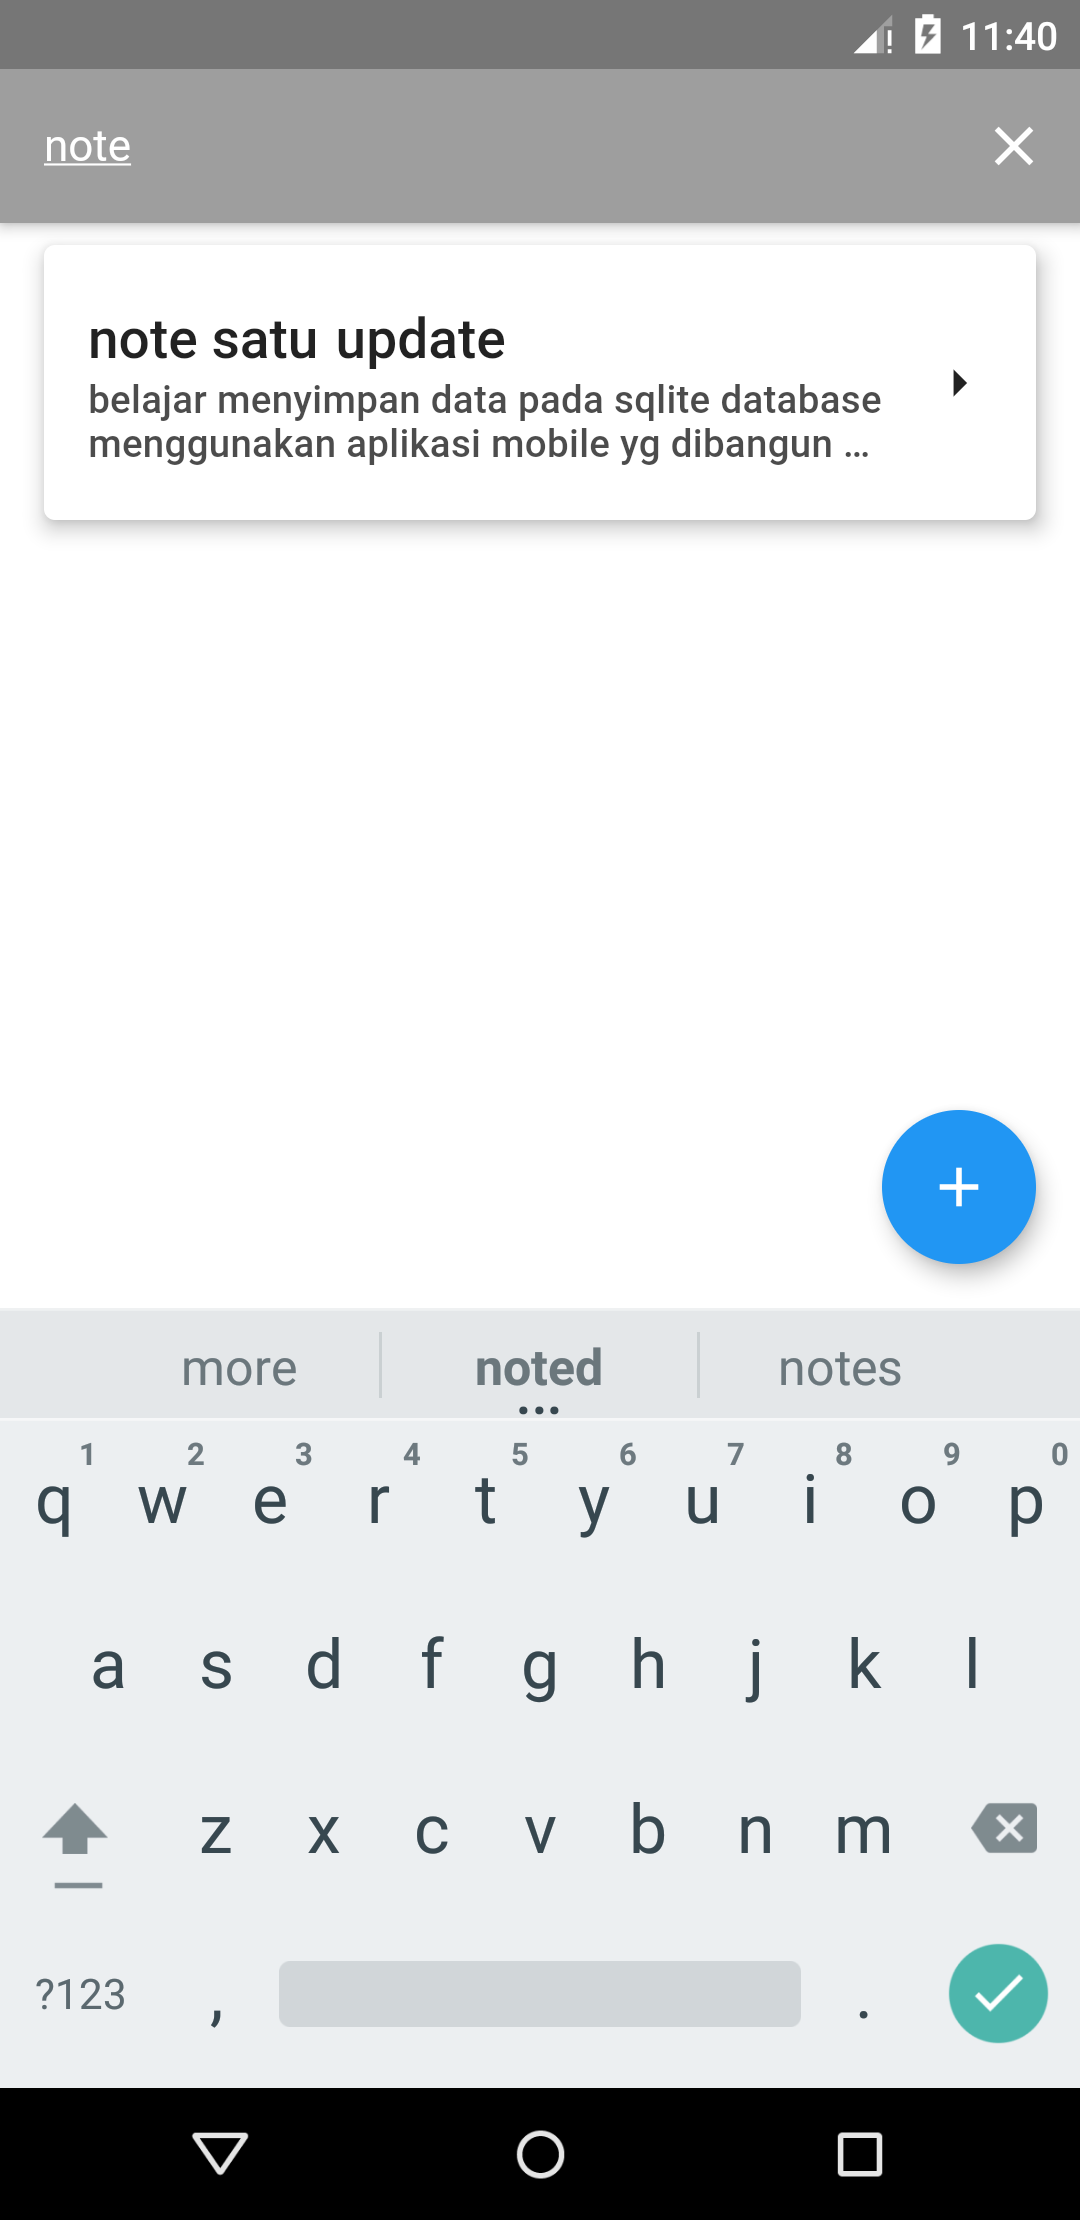 11:40
note
note satu update
belajar menyimpan data pada sqlite database
menggunakan aplikasi mobile yg dibangun ...
more noted notes
1 2 3 4 5 6 7 8 9 0
q w e r t y u i o p
a s d f g h j k l
z x c v b n m
?123 , .